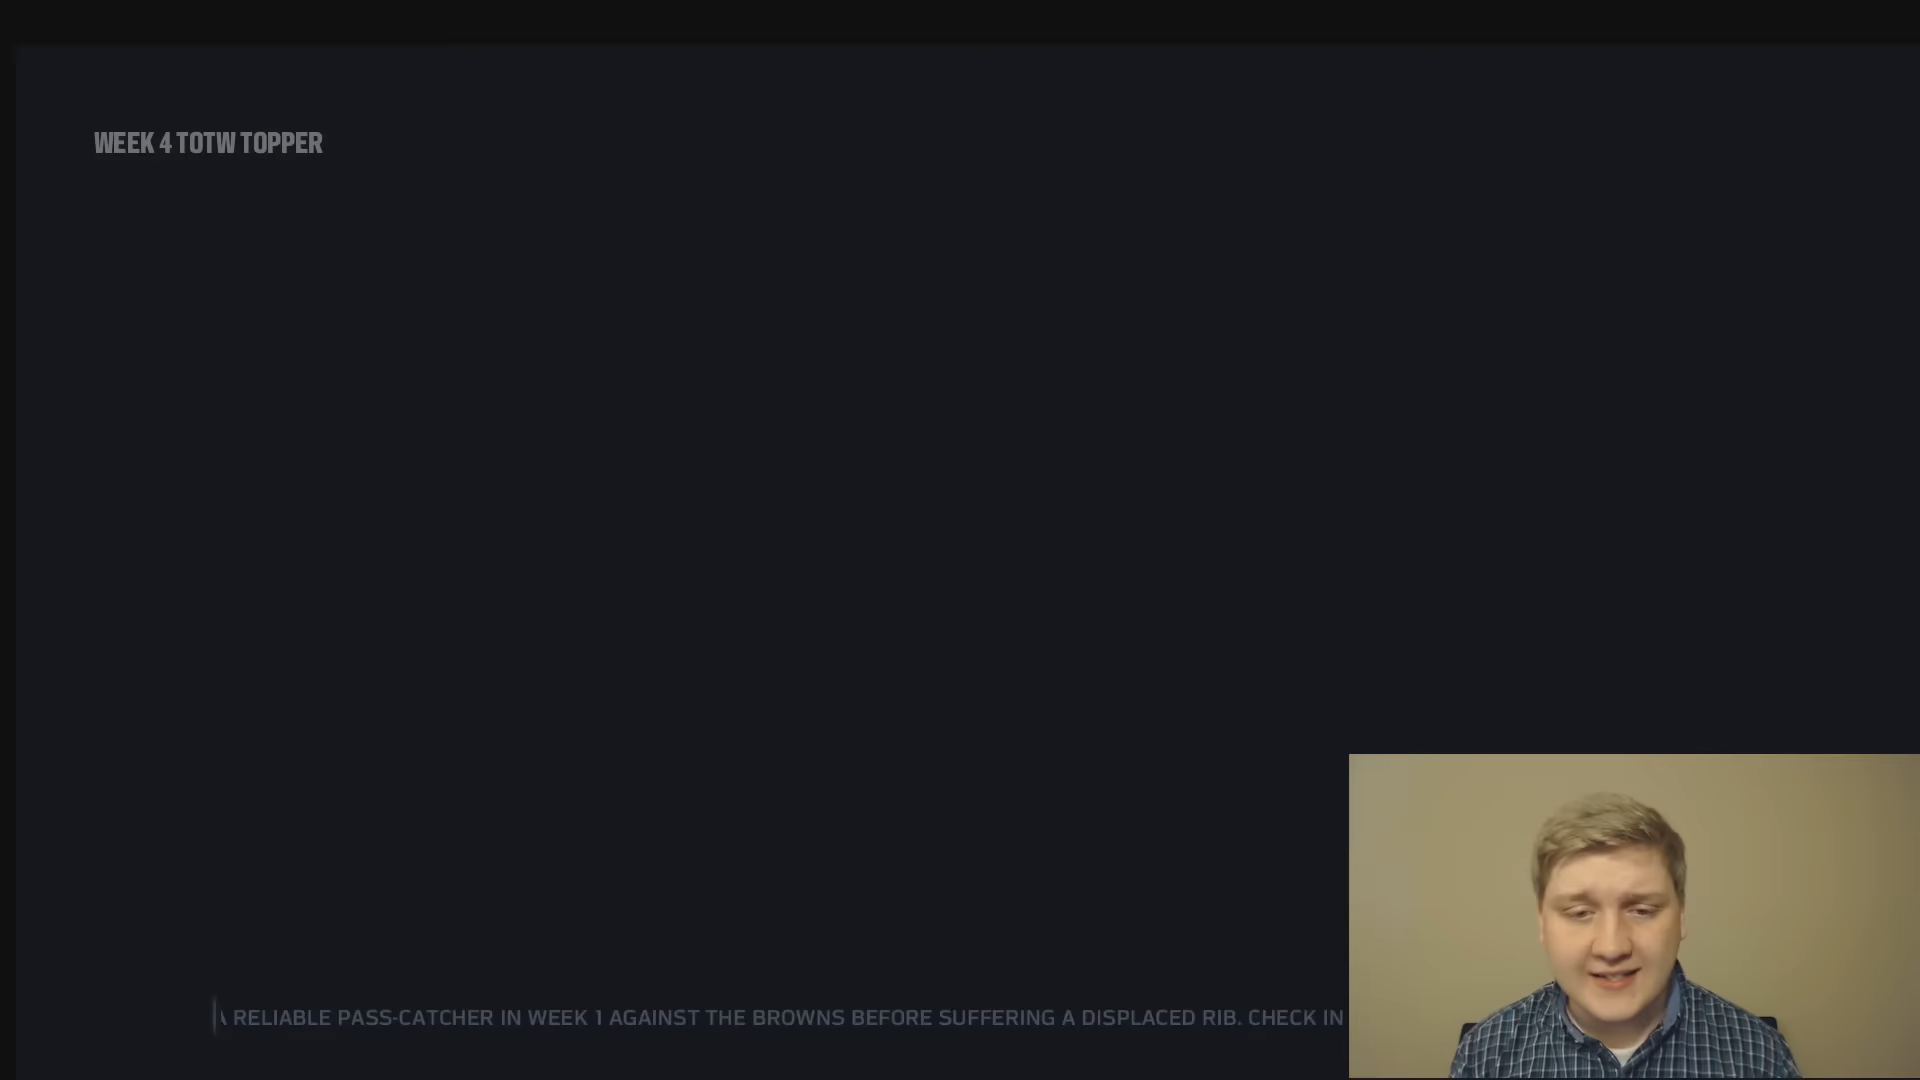 WEEK 4 TOTW TOPPER
RELIABLE PASS-CATCHER IN WEEK 1 AGAINST THE BROWNS BEFORE SUFFERING A DISPLACED RIB. CHECK IN